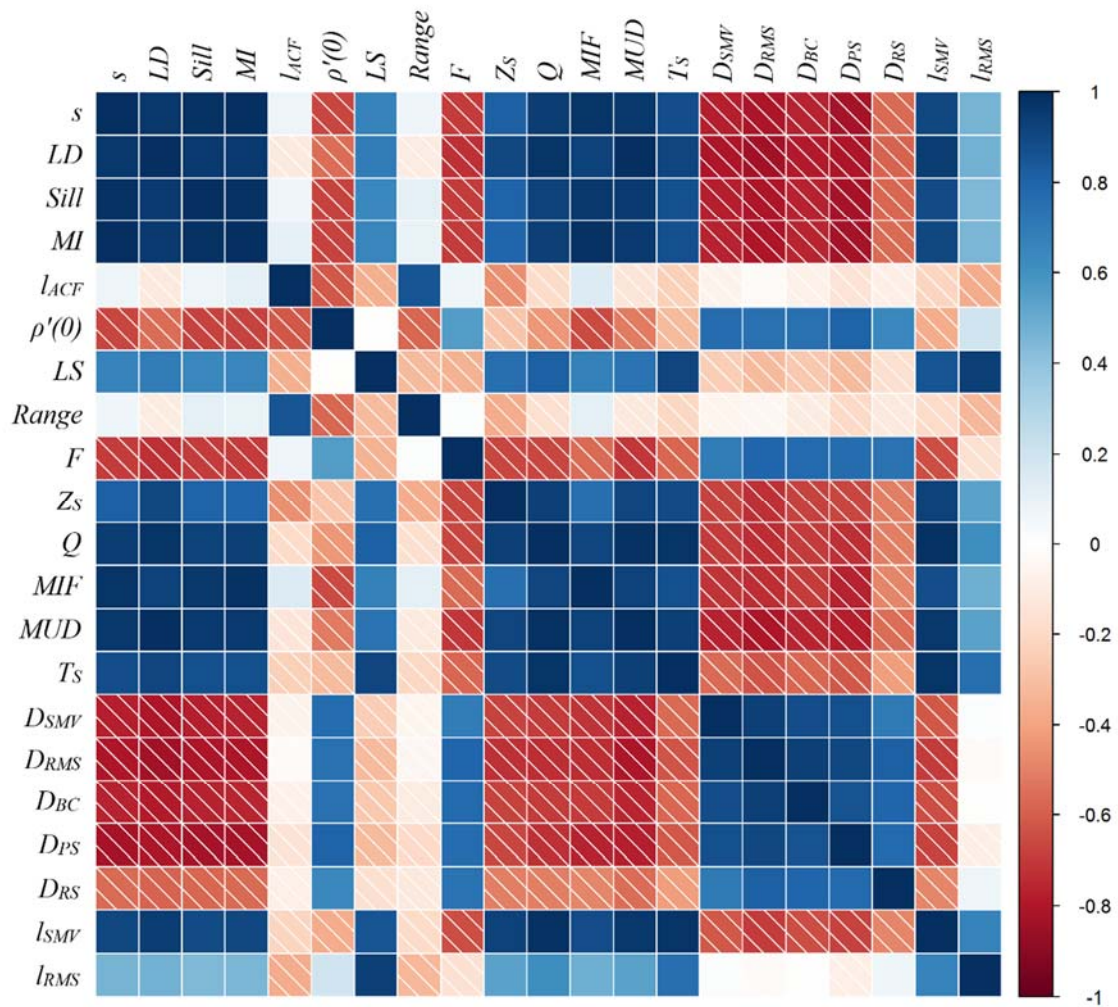 s LD Sill MI lACF ρ'(0) LS Range F Zs Q MIF MUD Ts DSMV DRMS DBC DPS DRS lSMV lRMS
s
LD
Sill
MI
lACF
ρ'(0)
LS
Range
F
Zs
Q
MIF
MUD
Ts
DSMV
DRMS
DBC
DPS
DRS
lSMV
lRMS
1
0.8
0.6
0.4
0.2
0
-0.2
-0.4
-0.6
-0.8
-1